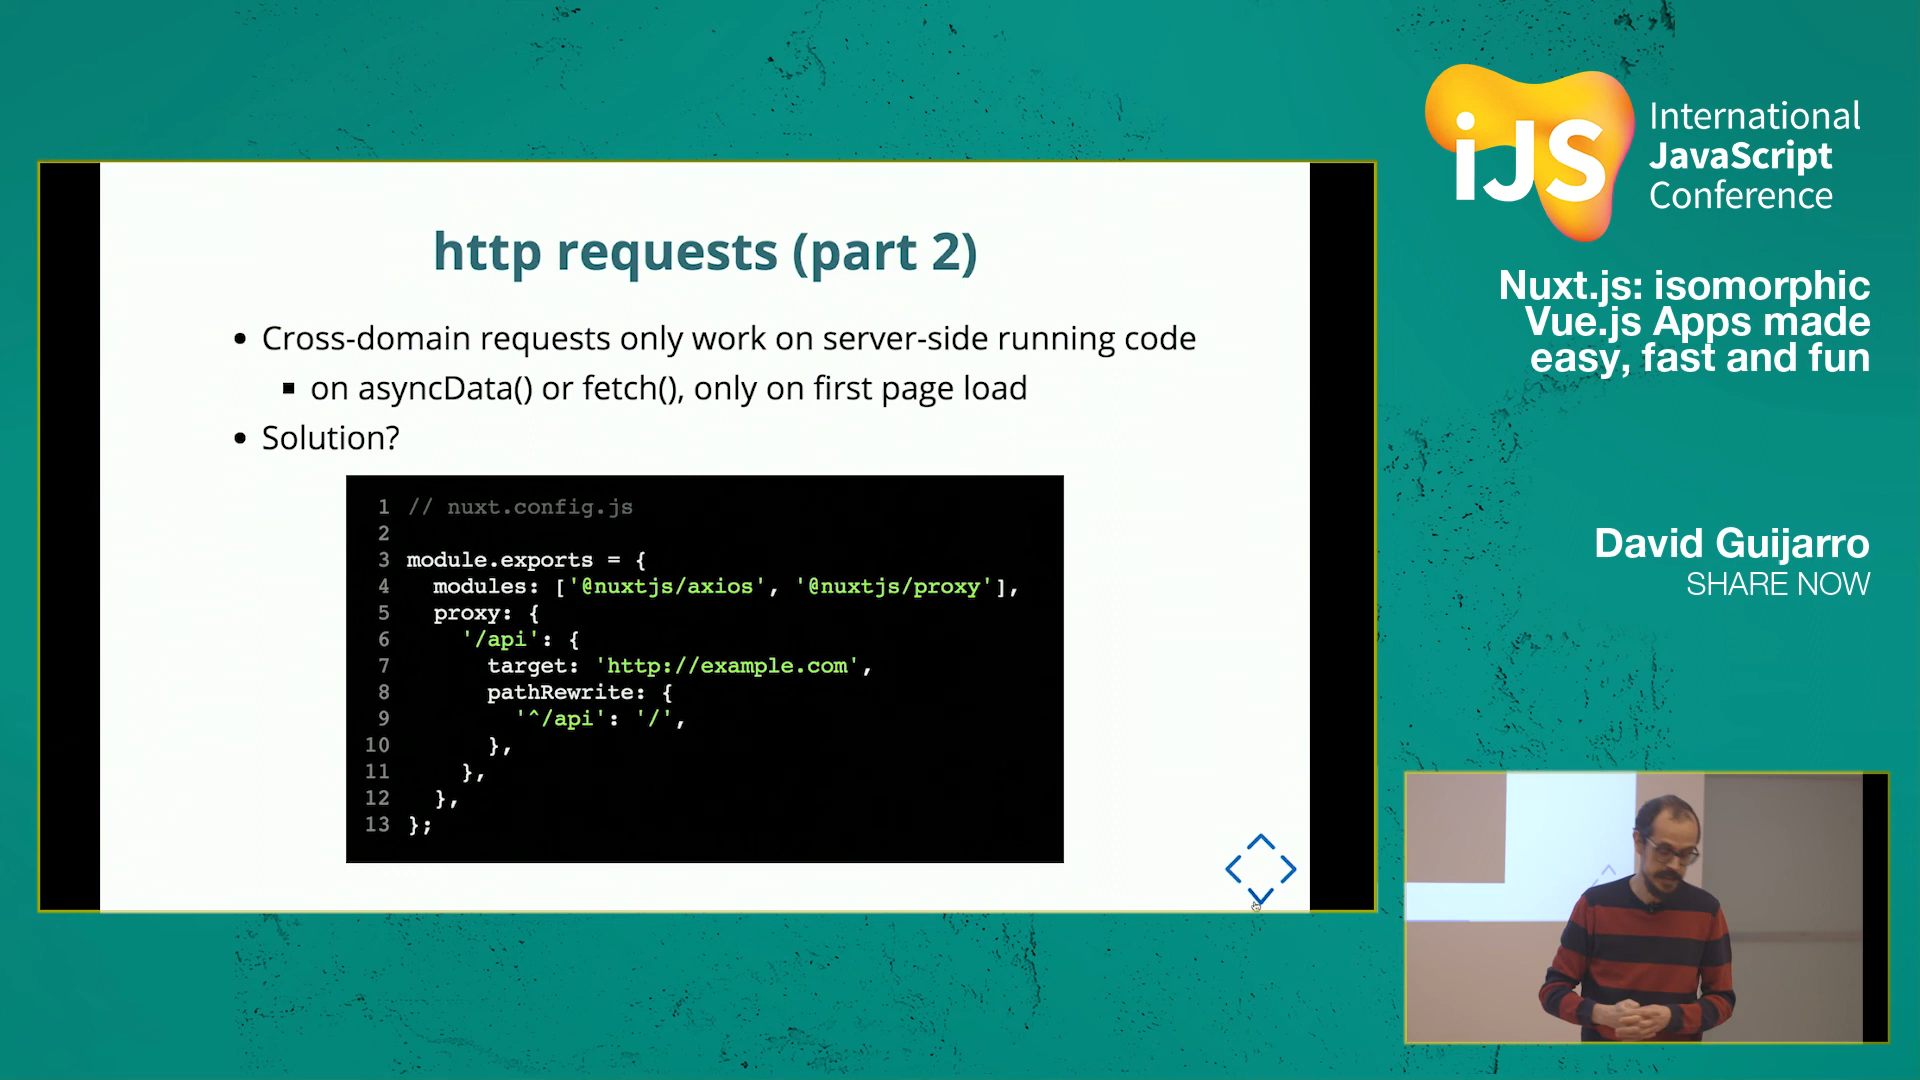 http requests (part 2)
• Cross-domain requests only work on server-side running code
▪ on asyncData() or fetch(), only on first page load
• Solution?
1 // nuxt.config.js
2
3 module.exports = {
4   modules: ['@nuxtjs/axios', '@nuxtjs/proxy'],
5   proxy: {
6     '/api': {
7       target: 'http://example.com',
8       pathRewrite: {
9         '^/api': '/',
10       },
11     },
12   },
13 };
iJS
International
JavaScript
Conference
Nuxt.js: isomorphic
Vue.js Apps made
easy, fast and fun
David Guijarro
SHARE NOW